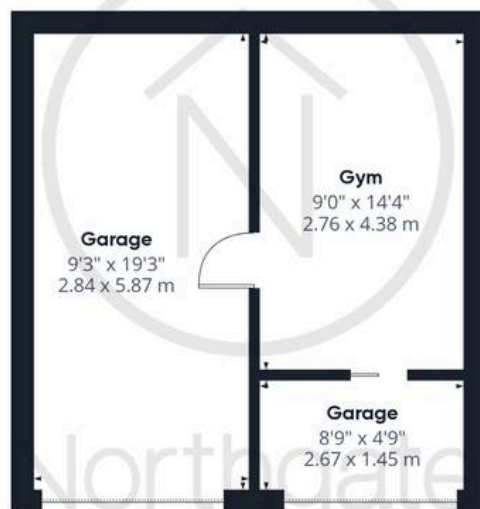 Gym
9'0" x 14'4"
2.76 x 4.38 m
Garage
9'3" x 19'3"
2.84 x 5.87 m
Garage
8'9" x 4'9"
2.67 x 1.45 m
Northgate